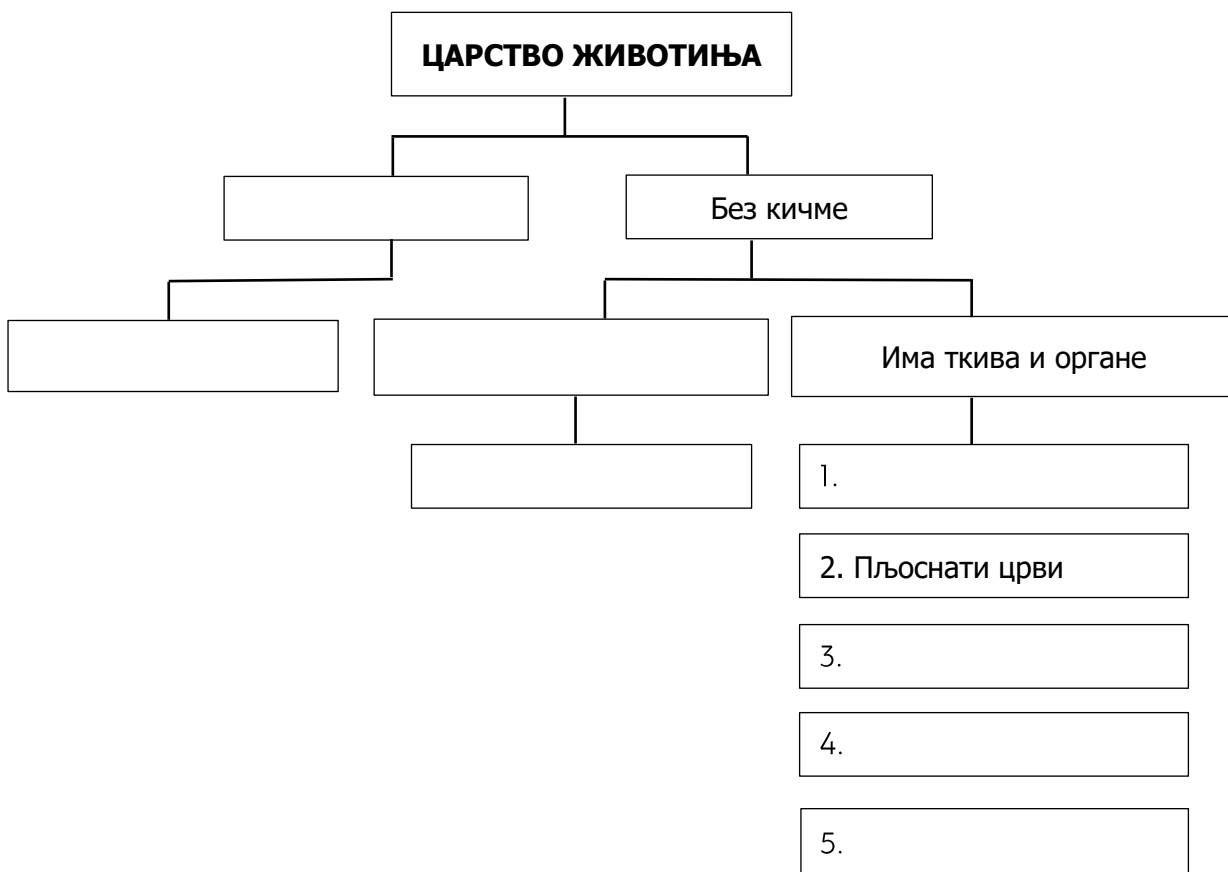 ЦАРСТВО ЖИВОТИЊА
Без кичме
Има ткива и органе
1.
2. Пљоснати црви
3.
4.
5.